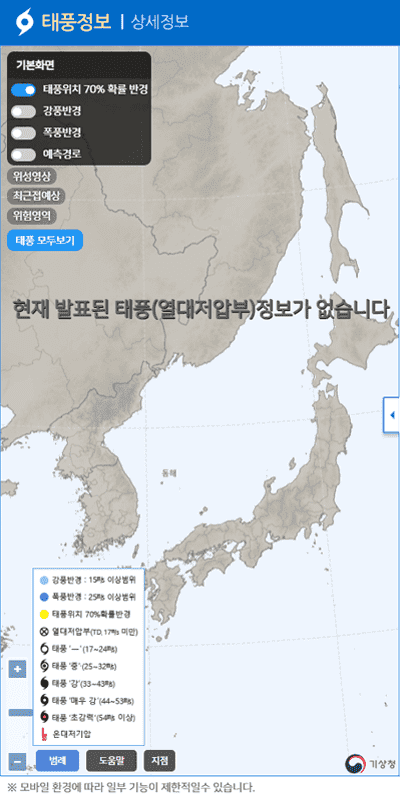 태풍정보 | 상세정보
기본화면
태풍위치 70% 확률 반경
강풍반경
폭풍반경
예측경로
위성영상
최근접예상
위험영역
태풍 모두보기
현재 발표된 태풍(열대저압부)정보가 없습니다
동해
강풍반경 : 15㎧ 이상범위
폭풍반경 : 25㎧ 이상범위
태풍위치 70%확률반경
열대저압부(TD,17㎧ 미만)
태풍 'ㅡ'(17~24㎧)
태풍 '중'(25~32㎧)
태풍 '강'(33~43㎧)
태풍 '매우 강'(44~53㎧)
태풍 '초강력'(54㎧ 이상)
온대저기압
범례 도움말 지점
기상청
※ 모바일 환경에 따라 일부 기능이 제한적일수 있습니다.